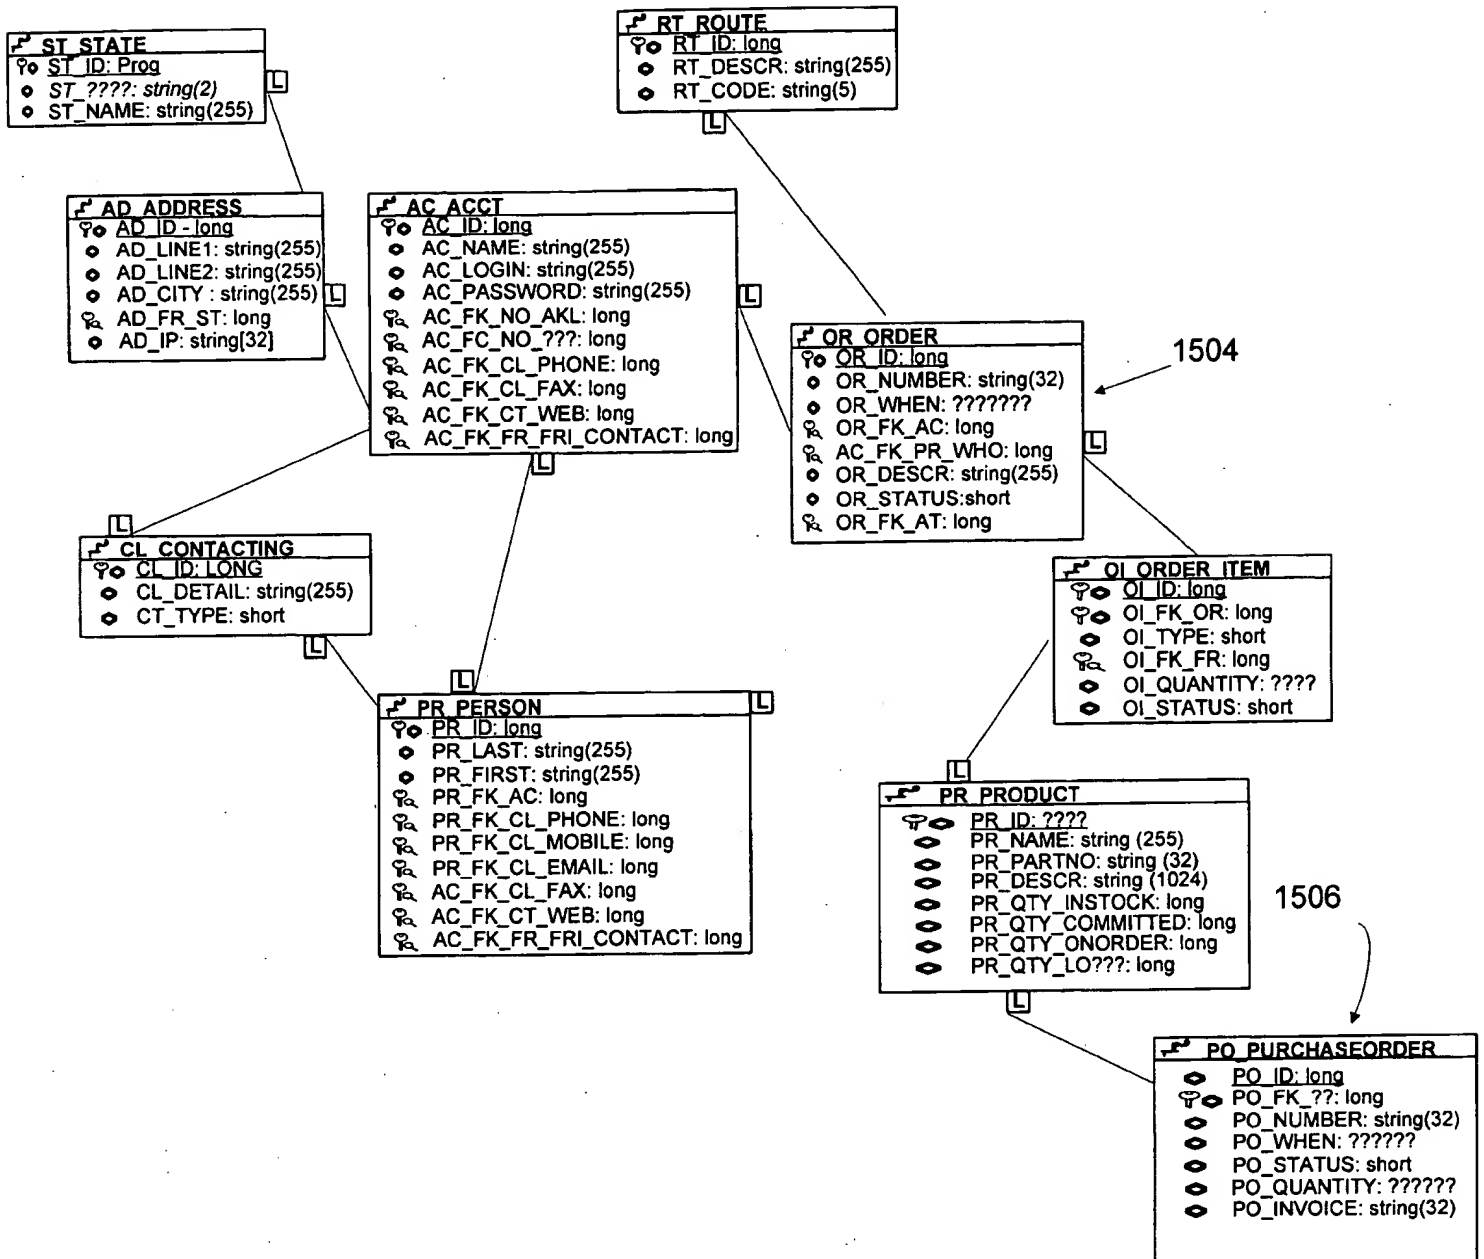 ST_STATE
ST_ID: Prog
ST_????: string(2)
ST_NAME: string(255)
L
RT_ROUTE
RT_ID: long
RT_DESCR: string(255)
RT_CODE: string(5)
L
AD_ADDRESS
AD_ID - long
AD_LINE1: string(255)
AD_LINE2: string(255)
AD_CITY : string(255)
AD_FR_ST: long
AD_IP: string[32]
L
AC_ACCT
AC_ID: long
AC_NAME: string(255)
AC_LOGIN: string(255)
AC_PASSWORD: string(255)
AC_FK_NO_AKL: long
AC_FC_NO_???: long
AC_FK_CL_PHONE: long
AC_FK_CL_FAX: long
AC_FK_CT_WEB: long
AC_FK_FR_FRI_CONTACT: long
L
L
OR_ORDER
OR_ID: long
OR_NUMBER: string(32)
OR_WHEN: ???????
OR_FK_AC: long
AC_FK_PR_WHO: long
OR_DESCR: string(255)
OR_STATUS:short
OR_FK_AT: long
L
1504
L
CL_CONTACTING
CL_ID: LONG
CL_DETAIL: string(255)
CT_TYPE: short
L
OI_ORDER_ITEM
OI_ID: long
OI_FK_OR: long
OI_TYPE: short
OI_FK_FR: long
OI_QUANTITY: ????
OI_STATUS: short
L
L
PR_PERSON
PR_ID: long
PR_LAST: string(255)
PR_FIRST: string(255)
PR_FK_AC: long
PR_FK_CL_PHONE: long
PR_FK_CL_MOBILE: long
PR_FK_CL_EMAIL: long
AC_FK_CL_FAX: long
AC_FK_CT_WEB: long
AC_FK_FR_FRI_CONTACT: long
L
PR_PRODUCT
PR_ID: ????
PR_NAME: string (255)
PR_PARTNO: string (32)
PR_DESCR: string (1024)
PR_QTY_INSTOCK: long
PR_QTY_COMMITTED: long
PR_QTY_ONORDER: long
PR_QTY_LO???: long
L
1506
PO_PURCHASEORDER
PO_ID: long
PO_FK_??: long
PO_NUMBER: string(32)
PO_WHEN: ??????
PO_STATUS: short
PO_QUANTITY: ??????
PO_INVOICE: string(32)